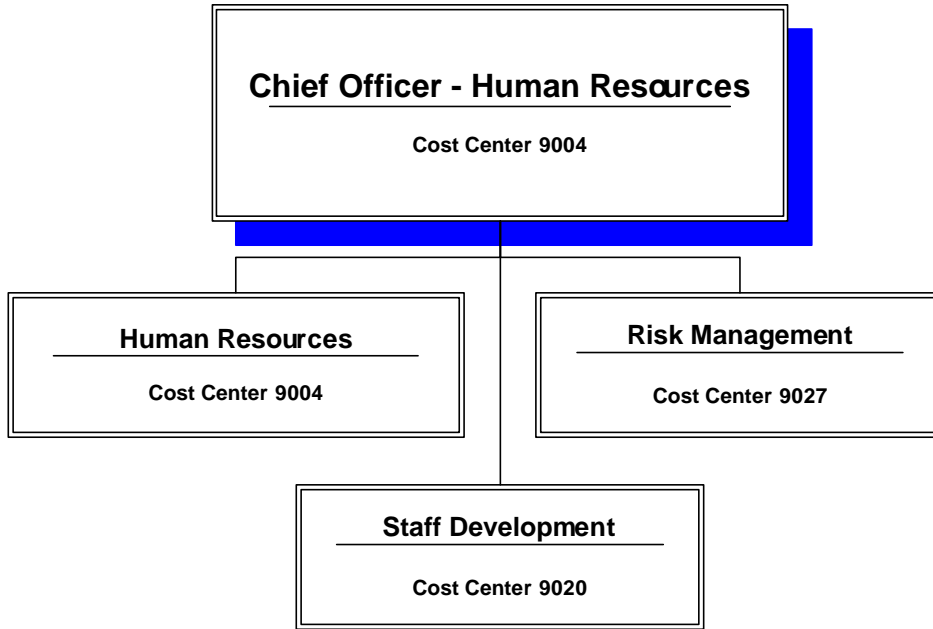 Chief Officer - Human Resources
Cost Center 9004
Human Resources
Cost Center 9004
Risk Management
Cost Center 9027
Staff Development
Cost Center 9020